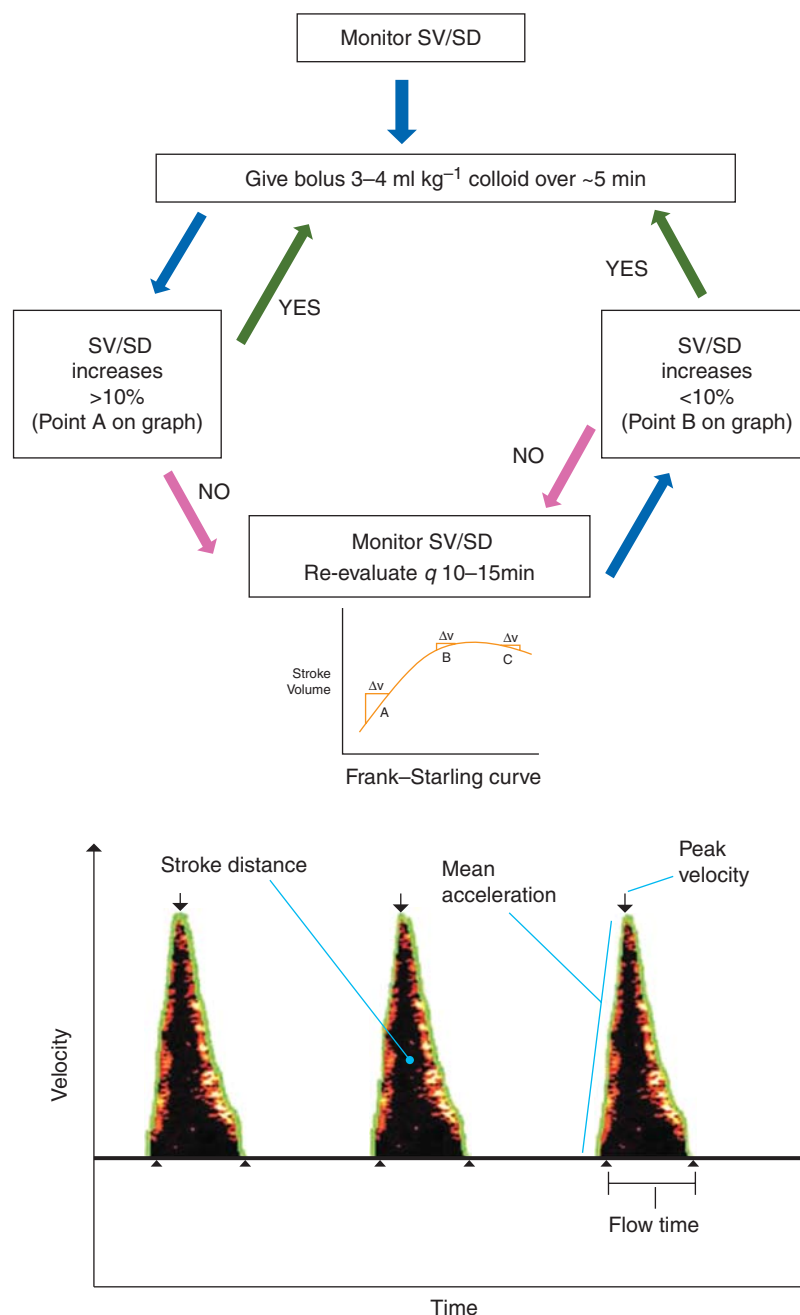 Monitor SV/SD
Give bolus 3–4 ml kg⁻¹ colloid over ~5 min
YES
YES
SV/SD
increases
>10%
(Point A on graph)
SV/SD
increases
<10%
(Point B on graph)
NO
NO
Monitor SV/SD
Re-evaluate q 10–15min
Stroke
Volume
Δv
A
Δv
B
Δv
C
Frank–Starling curve
Stroke distance
Mean
acceleration
Peak
velocity
Velocity
Flow time
Time